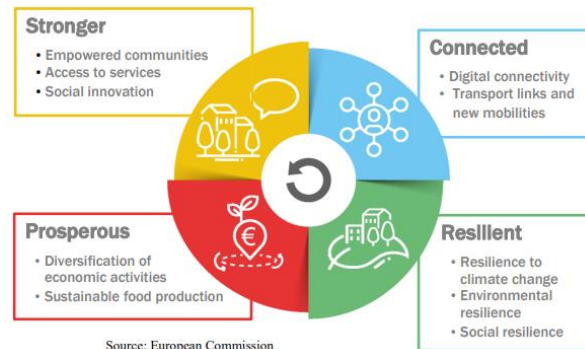 Stronger
• Empowered communities
• Access to services
• Social innovation
Connected
• Digital connectivity
• Transport links and
new mobilities
€
Prosperous
• Diversification of
economic activities
• Sustainable food production
Resilient
• Resilience to
climate change
• Environmental
resilience
• Social resilience
Source: European Commission